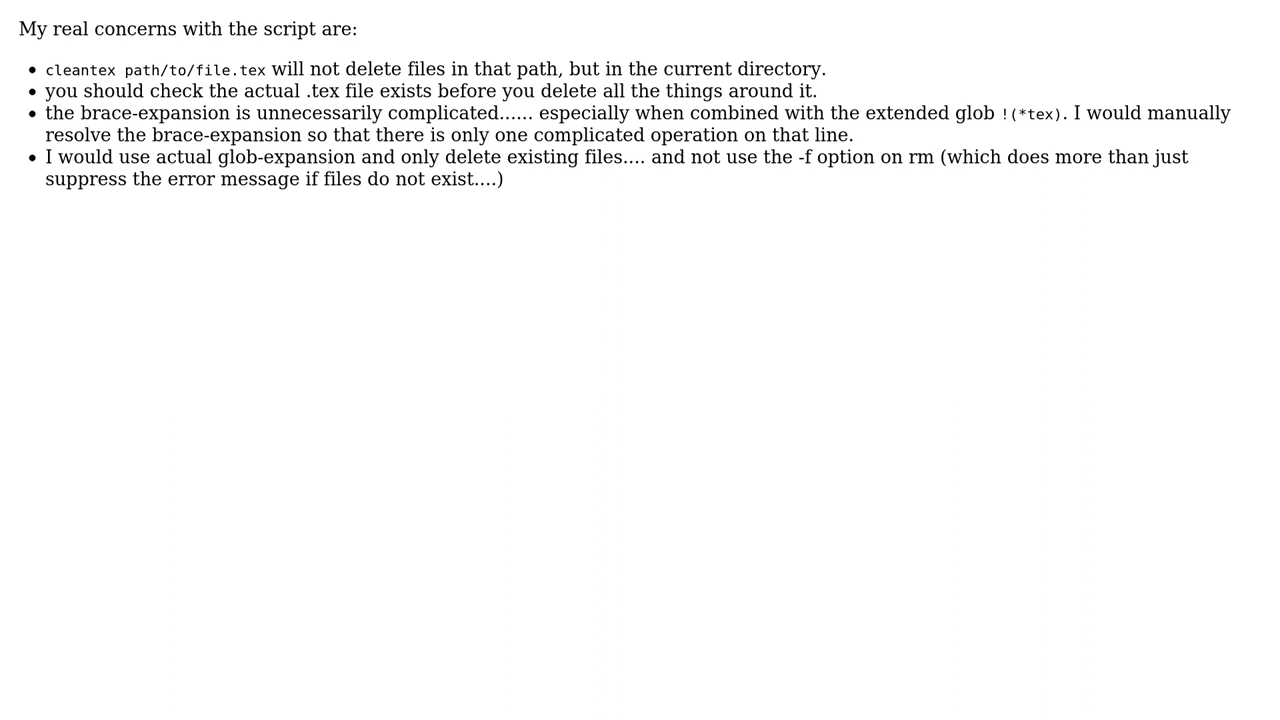 My real concerns with the script are:
• cleantex path/to/file.tex will not delete files in that path, but in the current directory.
• you should check the actual .tex file exists before you delete all the things around it.
• the brace-expansion is unnecessarily complicated...... especially when combined with the extended glob !(*tex). I would manually
resolve the brace-expansion so that there is only one complicated operation on that line.
• I would use actual glob-expansion and only delete existing files.... and not use the -f option on rm (which does more than just
suppress the error message if files do not exist....)